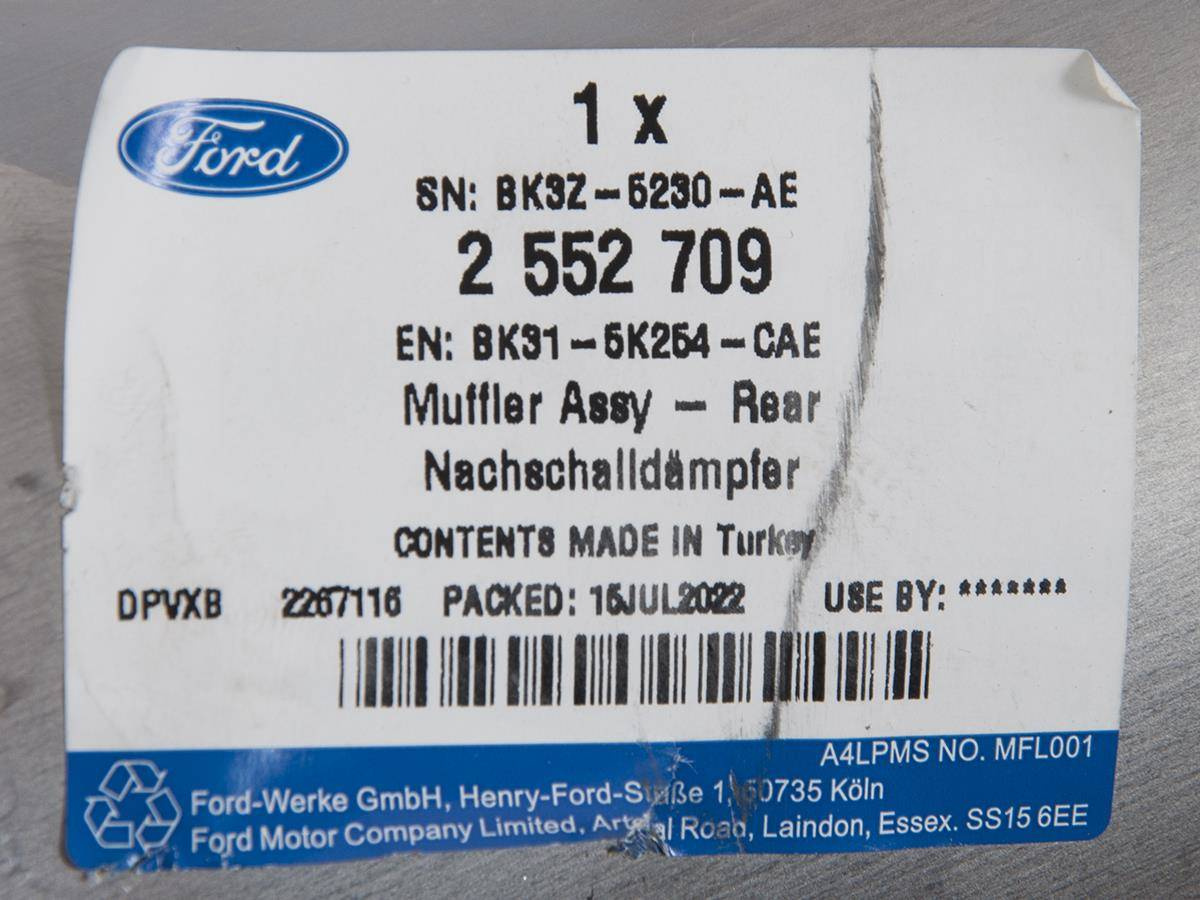 Ford
1 x
SN: BK3Z-5230-AE
2 552 709
EN: BK31-5K254-CAE
Muffler Assy - Rear
Nachschalldämpfer
CONTENTS MADE IN Turkey
DPVXB 2267116 PACKED: 15JUL2022 USE BY: *******
A4LPMS NO. MFL001
Ford-Werke GmbH, Henry-Ford-Straße 1, 50735 Köln
Ford Motor Company Limited, Arterial Road, Laindon, Essex. SS15 6EE